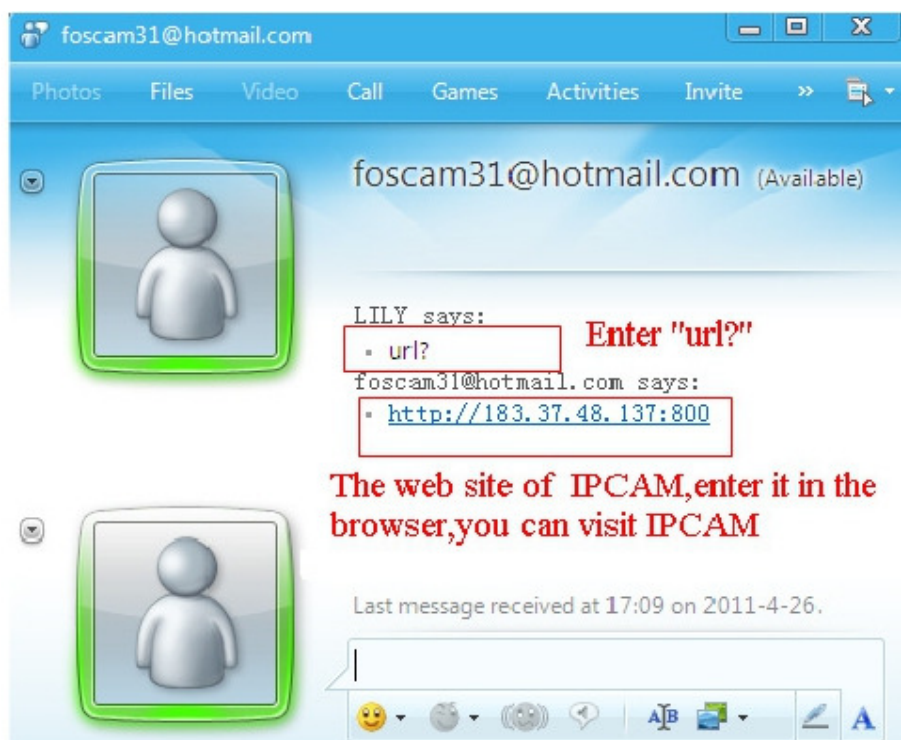 foscam31@hotmail.com
Photos Files Video Call Games Activities Invite »
foscam31@hotmail.com (Available)
LILY says:
url?
Enter "url?"
foscam31@hotmail.com says:
http://183.37.48.137:800
The web site of IPCAM,enter it in the
browser,you can visit IPCAM
Last message received at 17:09 on 2011-4-26.